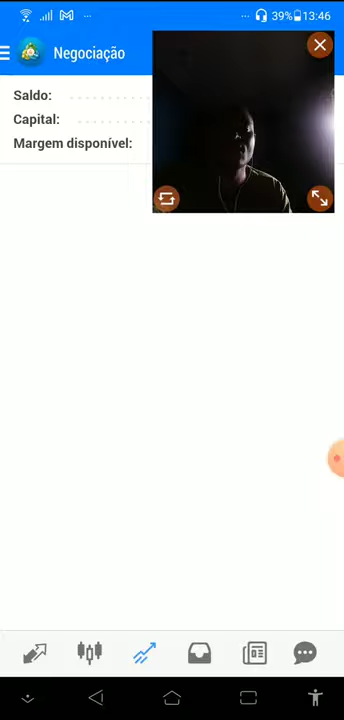 39% 13:46
Negociação
Saldo:
Capital:
Margem disponível: